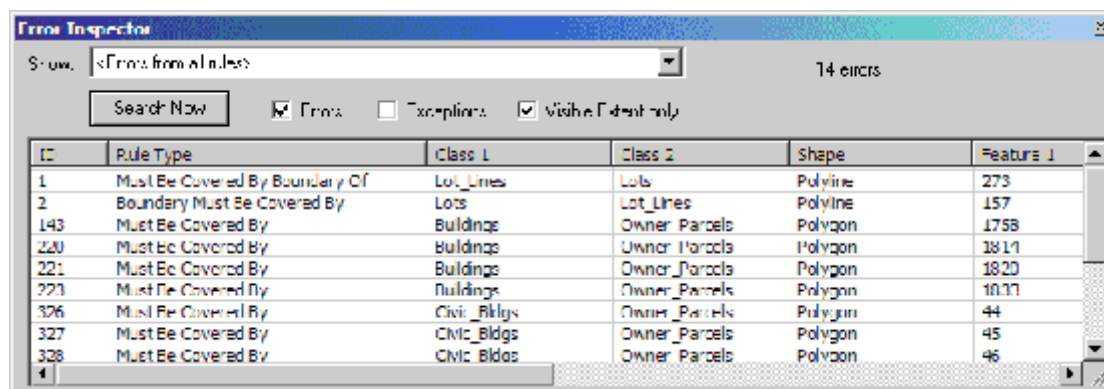 Error Inspector
Show: <Errors from all rules> 14 errors
Search Now Errors Exceptions Visible Extent only
ID Rule Type Class 1 Class 2 Shape Feature 1
1 Must Be Covered By Boundary Of Lot_Lines Lots Polyline 273
2 Boundary Must Be Covered By Lots Lot_Lines Polyline 157
143 Must Be Covered By Buildings Owner_Parcels Polygon 1758
220 Must Be Covered By Buildings Owner_Parcels Polygon 1814
221 Must Be Covered By Buildings Owner_Parcels Polygon 1820
223 Must Be Covered By Buildings Owner_Parcels Polygon 1833
326 Must Be Covered By Civic_Bldgs Owner_Parcels Polygon 44
327 Must Be Covered By Civic_Bldgs Owner_Parcels Polygon 45
328 Must Be Covered By Civic_Bldgs Owner_Parcels Polygon 46